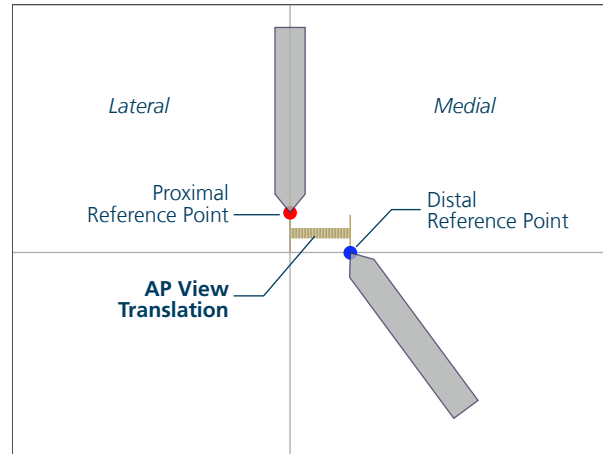 Lateral
Medial
Proximal
Reference Point
Distal
Reference Point
AP View
Translation